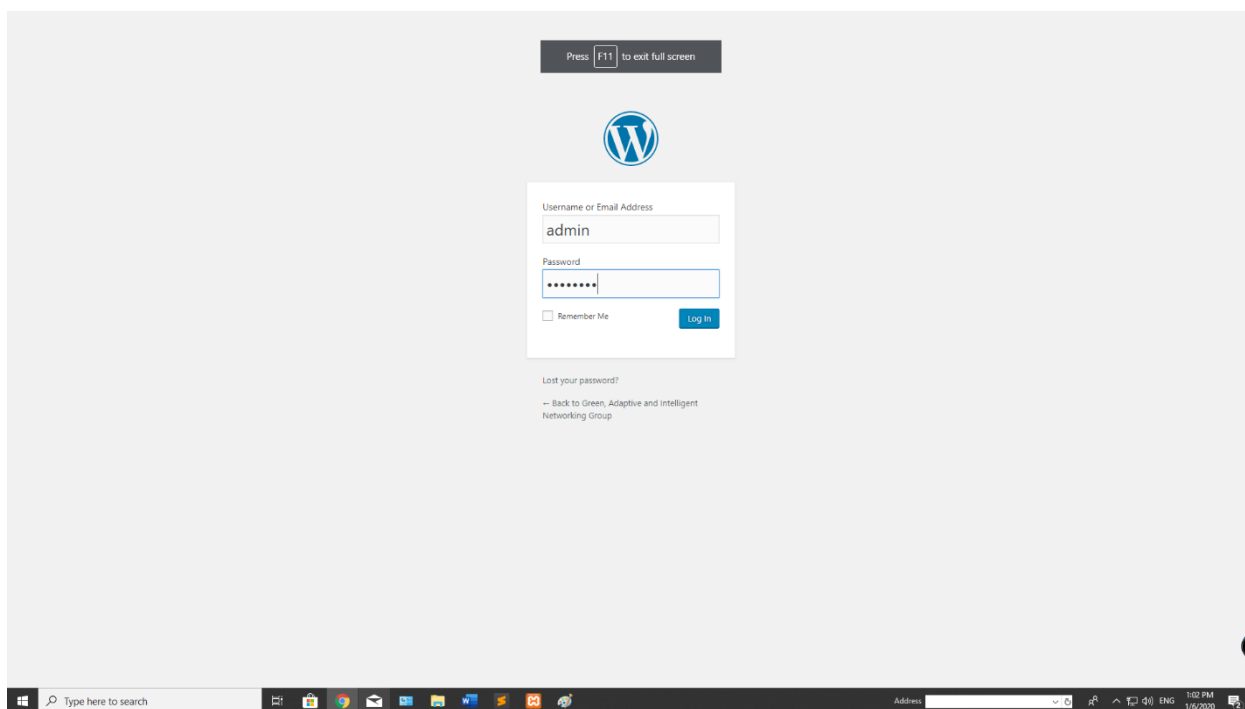 Press F11 to exit full screen
Username or Email Address
admin
Password
••••••••
Remember Me
Log In
Lost your password?
← Back to Green, Adaptive and Intelligent
Networking Group
Type here to search
Address
ENG
1:02 PM
1/6/2020
2